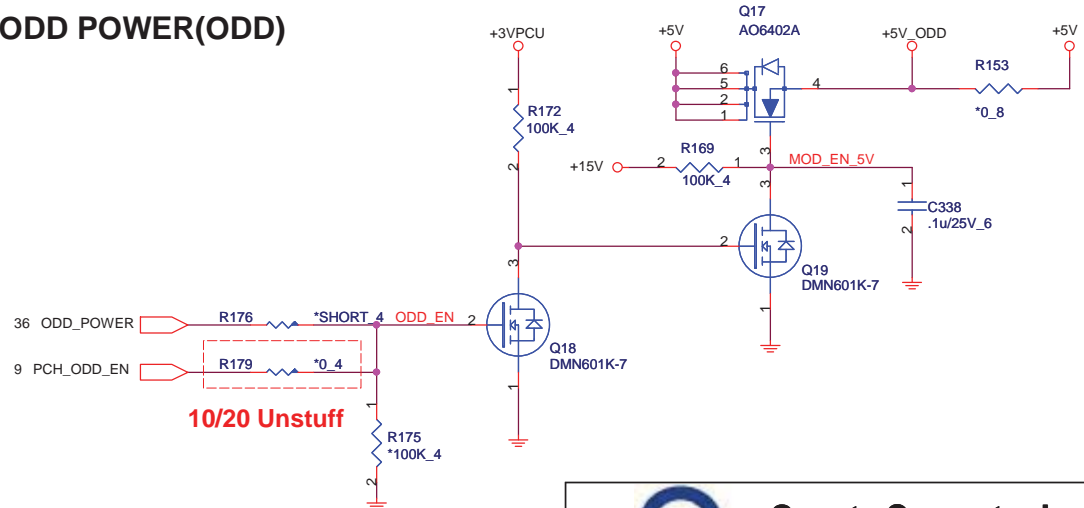 ODD POWER(ODD)
Q17
AO6402A
+3VPCU
+5V
+5V_ODD
+5V
6
5
2
1
4
R153
*0_8
1
R172
100K_4
2
3
R169
+15V
2
1
100K_4
MOD_EN_5V
3
1
C338
.1u/25V_6
2
2
Q19
DMN601K-7
1
3
36 ODD_POWER
R176
*SHORT_4
ODD_EN
2
Q18
DMN601K-7
9 PCH_ODD_EN
R179
*0_4
1
10/20 Unstuff
1
R175
*100K_4
2